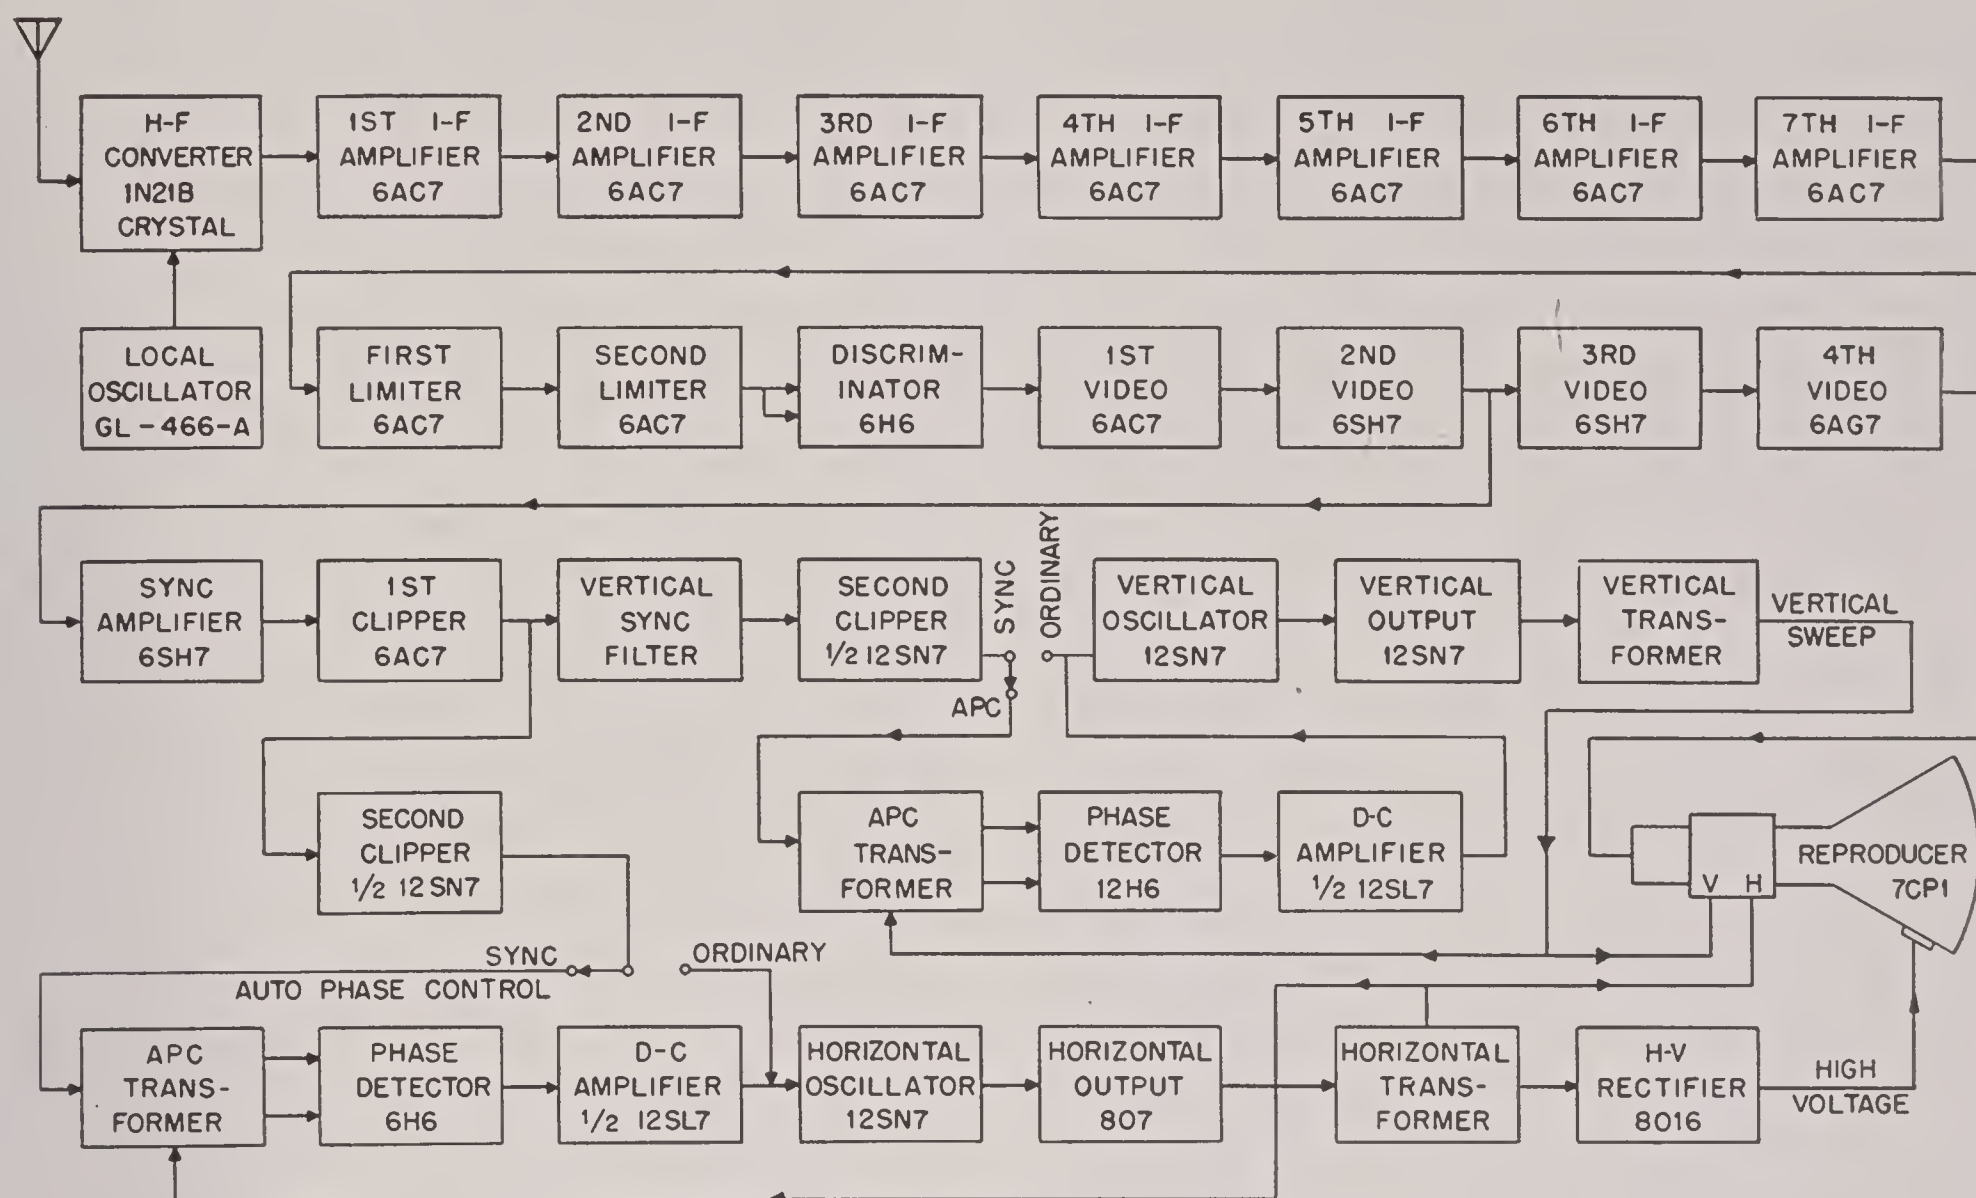 H-F
CONVERTER
1N21B
CRYSTAL
1ST I-F
AMPLIFIER
6AC7
2ND I-F
AMPLIFIER
6AC7
3RD I-F
AMPLIFIER
6AC7
4TH I-F
AMPLIFIER
6AC7
5TH I-F
AMPLIFIER
6AC7
6TH I-F
AMPLIFIER
6AC7
7TH I-F
AMPLIFIER
6AC7
LOCAL
OSCILLATOR
GL-466-A
FIRST
LIMITER
6AC7
SECOND
LIMITER
6AC7
DISCRIM-
INATOR
6H6
1ST
VIDEO
6AC7
2ND
VIDEO
6SH7
3RD
VIDEO
6SH7
4TH
VIDEO
6AG7
SYNC
AMPLIFIER
6SH7
1ST
CLIPPER
6AC7
VERTICAL
SYNC
FILTER
SECOND
CLIPPER
1/2 12SN7
SYNC
ORDINARY
APC
VERTICAL
OSCILLATOR
12SN7
VERTICAL
OUTPUT
12SN7
VERTICAL
TRANS-
FORMER
VERTICAL
SWEEP
SECOND
CLIPPER
1/2 12SN7
APC
TRANS-
FORMER
PHASE
DETECTOR
12H6
D-C
AMPLIFIER
1/2 12SL7
V H
REPRODUCER
7CP1
SYNC
ORDINARY
AUTO PHASE CONTROL
APC
TRANS-
FORMER
PHASE
DETECTOR
6H6
D-C
AMPLIFIER
1/2 12SL7
HORIZONTAL
OSCILLATOR
12SN7
HORIZONTAL
OUTPUT
807
HORIZONTAL
TRANS-
FORMER
H-V
RECTIFIER
8016
HIGH
VOLTAGE